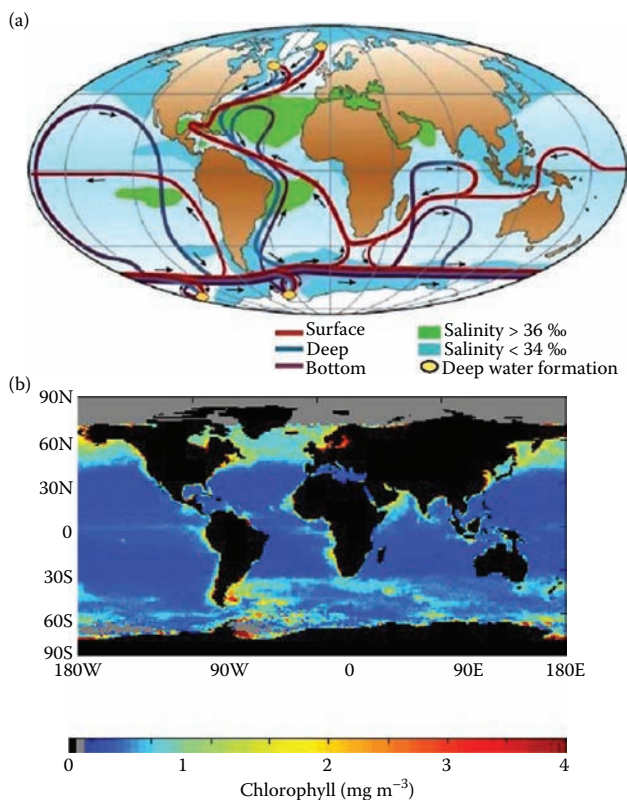 (a)
Surface
Deep
Bottom
Salinity > 36 ‰
Salinity < 34 ‰
Deep water formation
(b)
90N
60N
30N
0
30S
60S
90S
180W
90W
0
90E
180E
0
1
2
3
4
Chlorophyll (mg m⁻³)